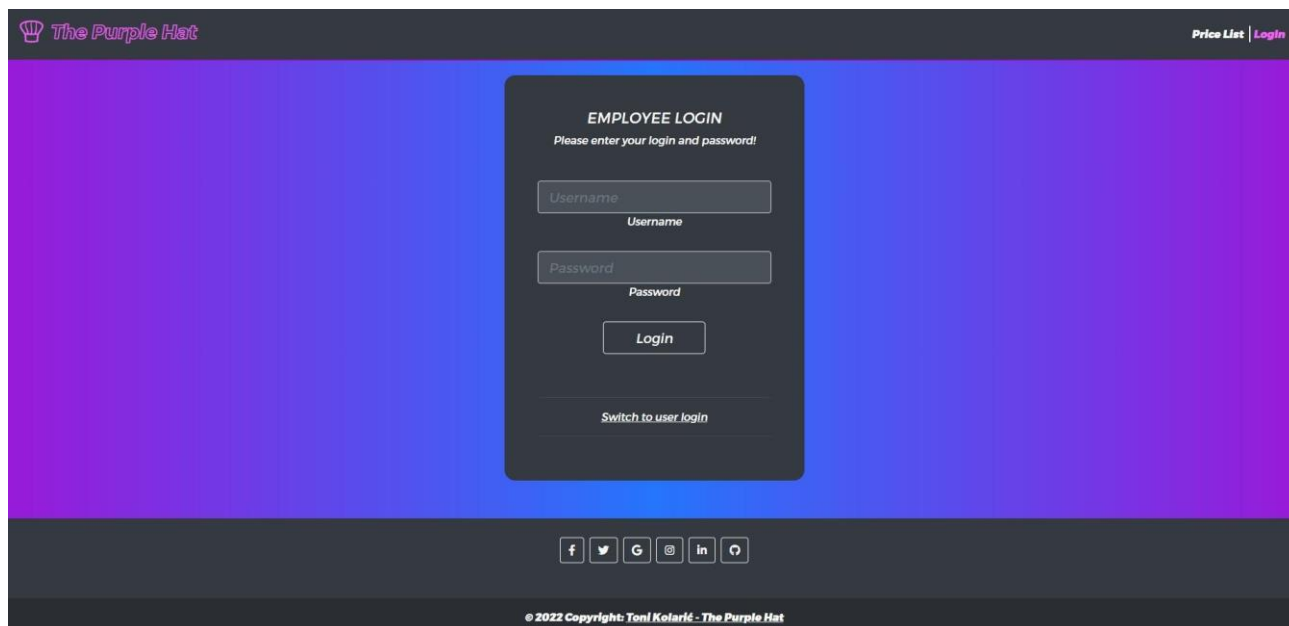 The Purple Hat
Price List | Login
EMPLOYEE LOGIN
Please enter your login and password!
Username
Username
Password
Password
Login
Switch to user login
f G in
© 2022 Copyright: Toni Kolarić - The Purple Hat